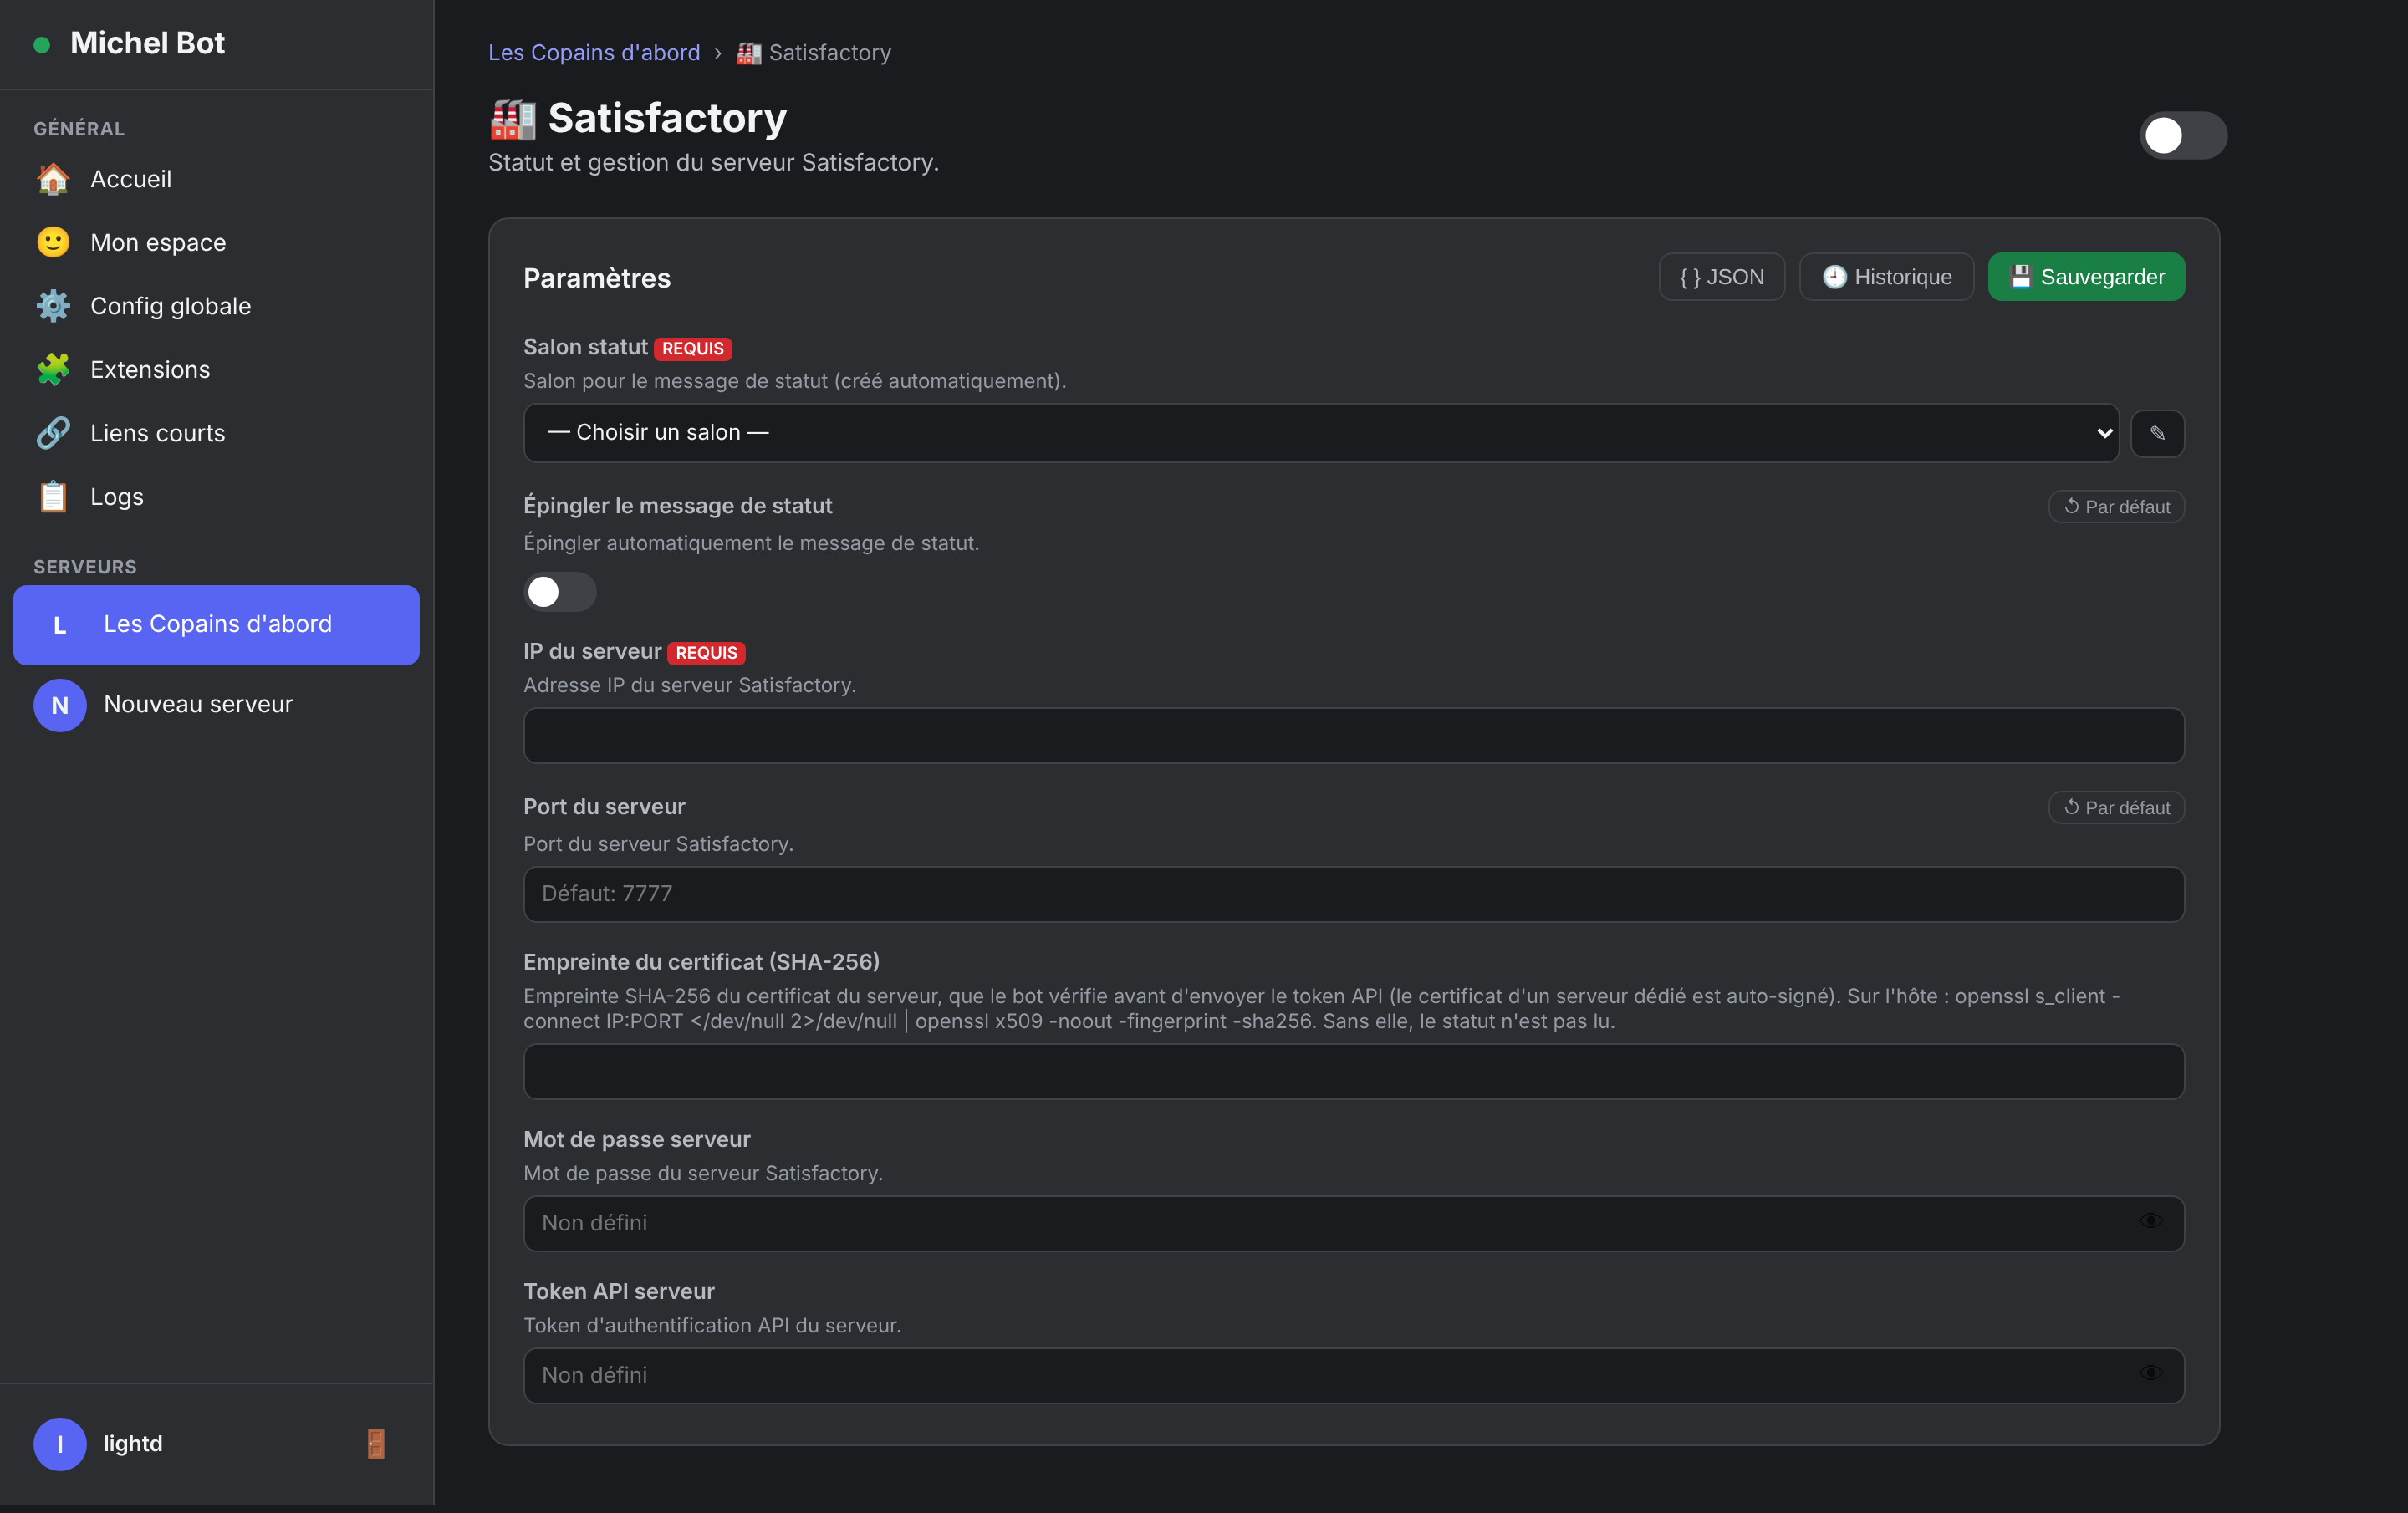 Michel Bot
GÉNÉRAL
Accueil
Mon espace
Config globale
Extensions
Liens courts
Logs
SERVEURS
L Les Copains d'abord
N Nouveau serveur
l lightd
Les Copains d'abord › Satisfactory
Satisfactory
Statut et gestion du serveur Satisfactory.
Paramètres
{ } JSON
Historique
Sauvegarder
Salon statut REQUIS
Salon pour le message de statut (créé automatiquement).
— Choisir un salon —
✎
Épingler le message de statut
↺ Par défaut
Épingler automatiquement le message de statut.
IP du serveur REQUIS
Adresse IP du serveur Satisfactory.
Port du serveur
↺ Par défaut
Port du serveur Satisfactory.
Défaut: 7777
Empreinte du certificat (SHA-256)
Empreinte SHA-256 du certificat du serveur, que le bot vérifie avant d'envoyer le token API (le certificat d'un serveur dédié est auto-signé). Sur l'hôte : openssl s_client -
connect IP:PORT </dev/null 2>/dev/null | openssl x509 -noout -fingerprint -sha256. Sans elle, le statut n'est pas lu.
Mot de passe serveur
Mot de passe du serveur Satisfactory.
Non défini
Token API serveur
Token d'authentification API du serveur.
Non défini